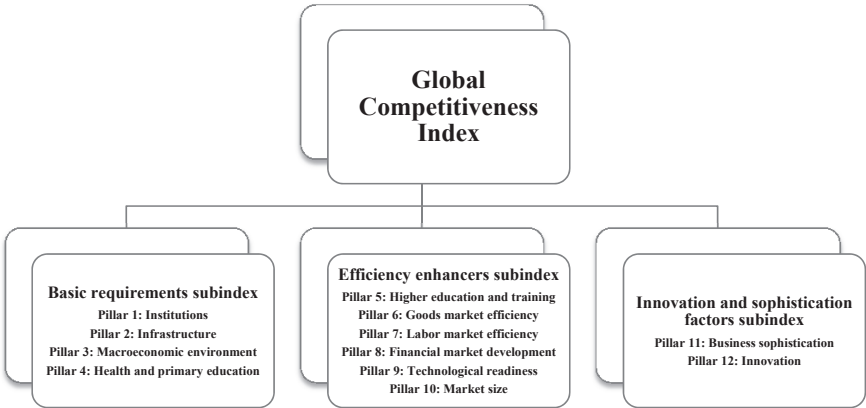 Global
Competitiveness
Index
Basic requirements subindex
Pillar 1: Institutions
Pillar 2: Infrastructure
Pillar 3: Macroeconomic environment
Pillar 4: Health and primary education
Efficiency enhancers subindex
Pillar 5: Higher education and training
Pillar 6: Goods market efficiency
Pillar 7: Labor market efficiency
Pillar 8: Financial market development
Pillar 9: Technological readiness
Pillar 10: Market size
Innovation and sophistication
factors subindex
Pillar 11: Business sophistication
Pillar 12: Innovation